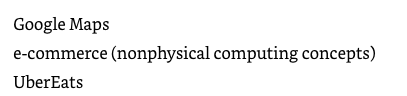 Google Maps
e-commerce (nonphysical computing concepts)
UberEats